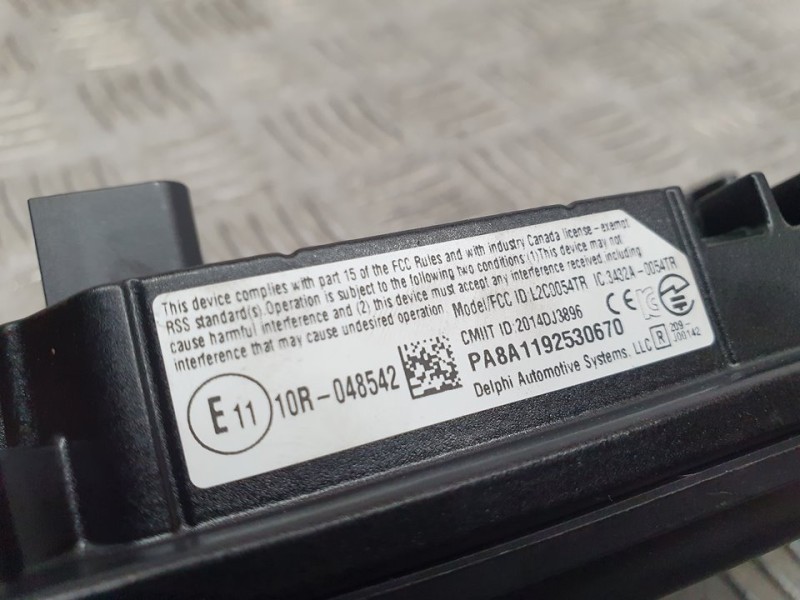 This device complies with part 15 of the FCC Rules and with industry Canada license-exempt
RSS standard(s).Operation is subject to the following two conditions:(1)This device may not
cause harmful interference and (2) this device must accept any interference received,including
interference that may cause undesired operation. Model/FCC ID:L2C0054TR IC:3432A-0054TR
CMIIT ID:2014DJ3896 CE
E11 10R-048542 PA8A1192530670
Delphi Automotive Systems, LLC R 209-
J00142